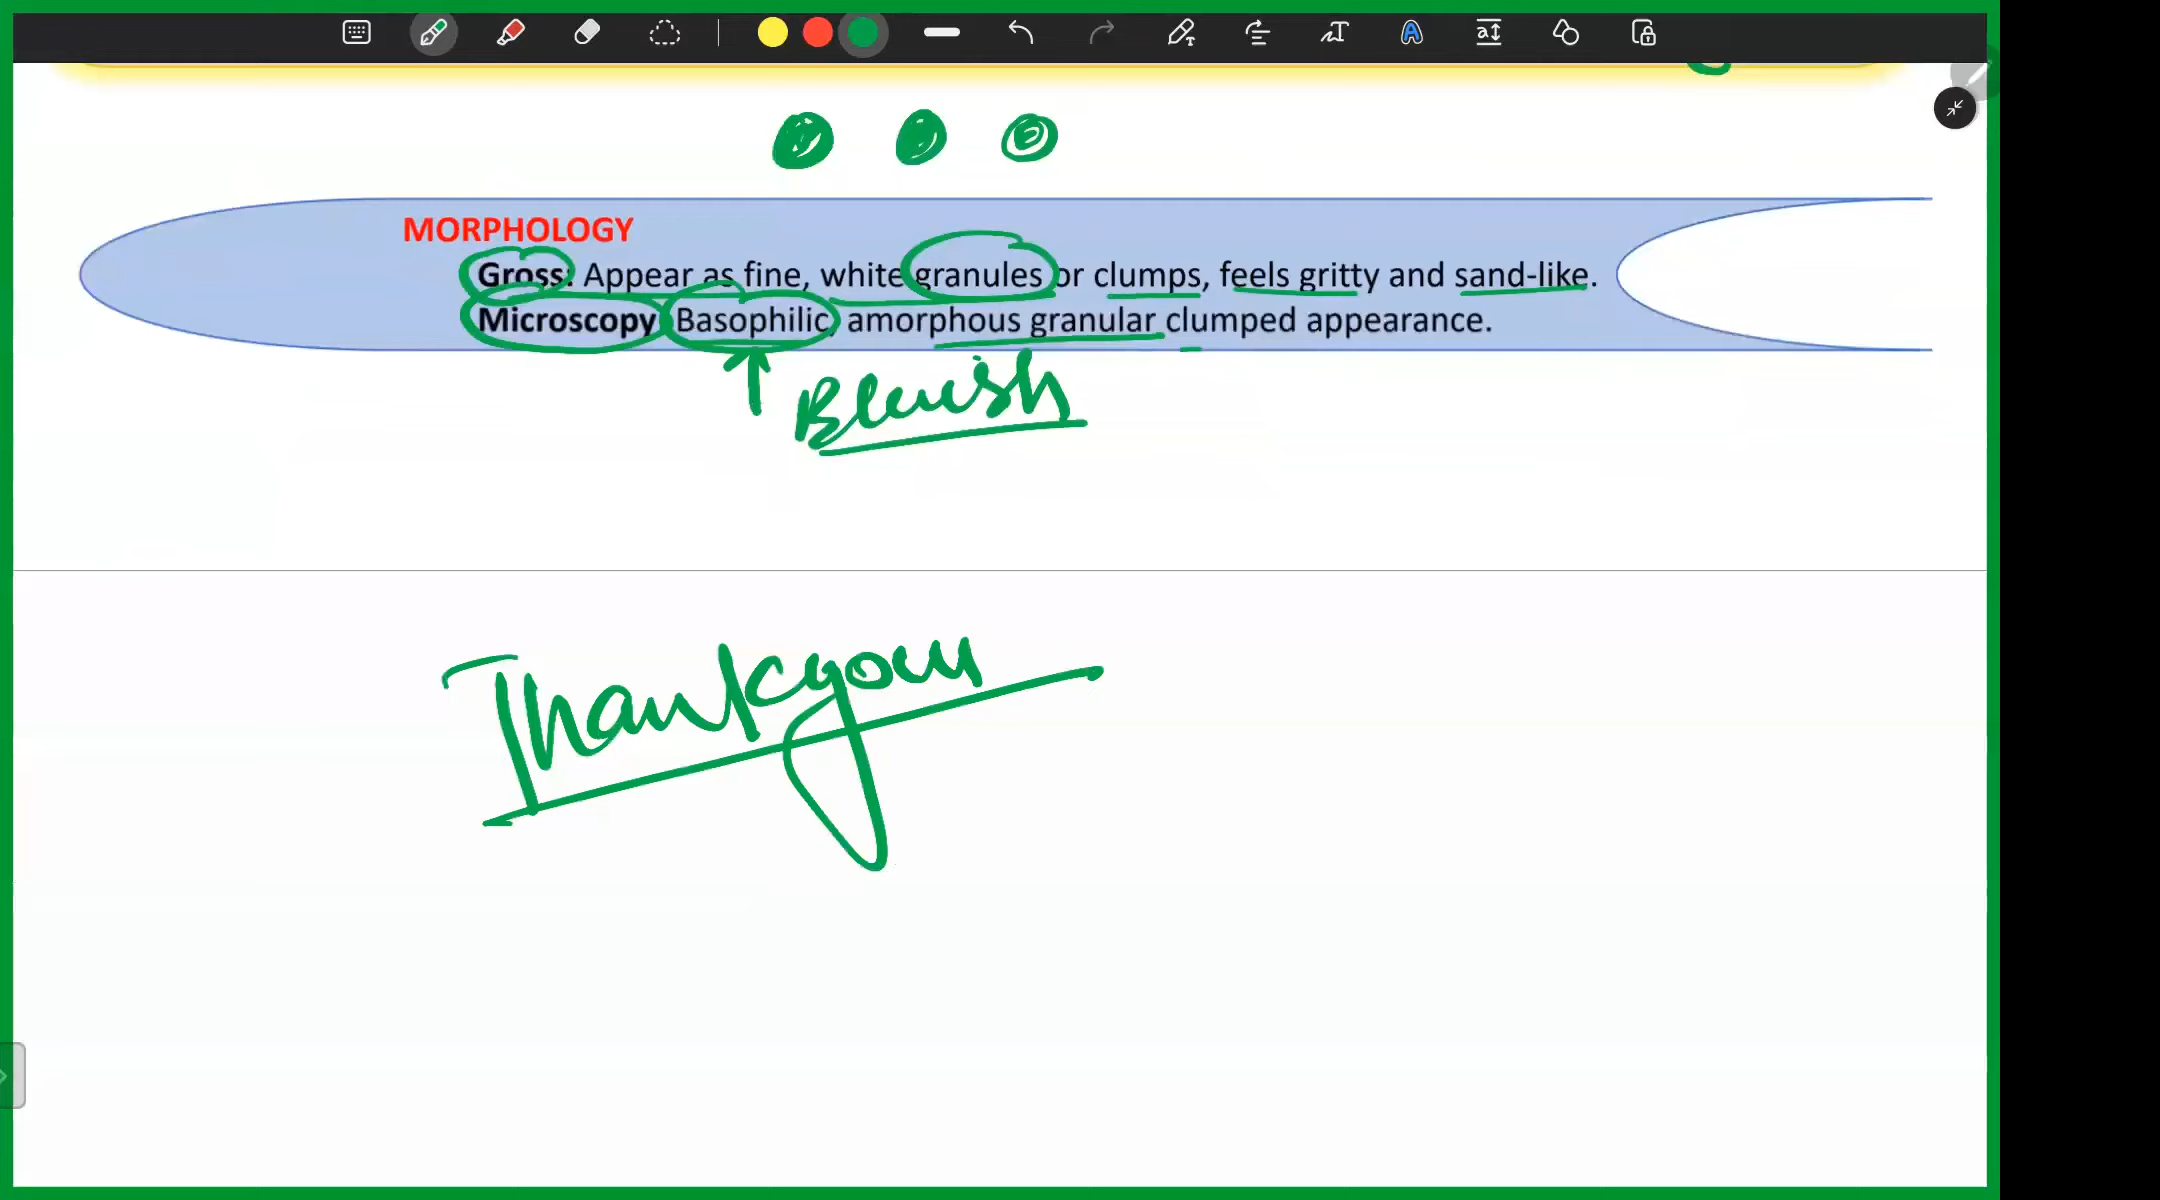 MORPHOLOGY
Gross: Appear as fine, white granules or clumps, feels gritty and sand-like.
Microscopy: Basophilic, amorphous granular clumped appearance.
Bluish
Thankyou